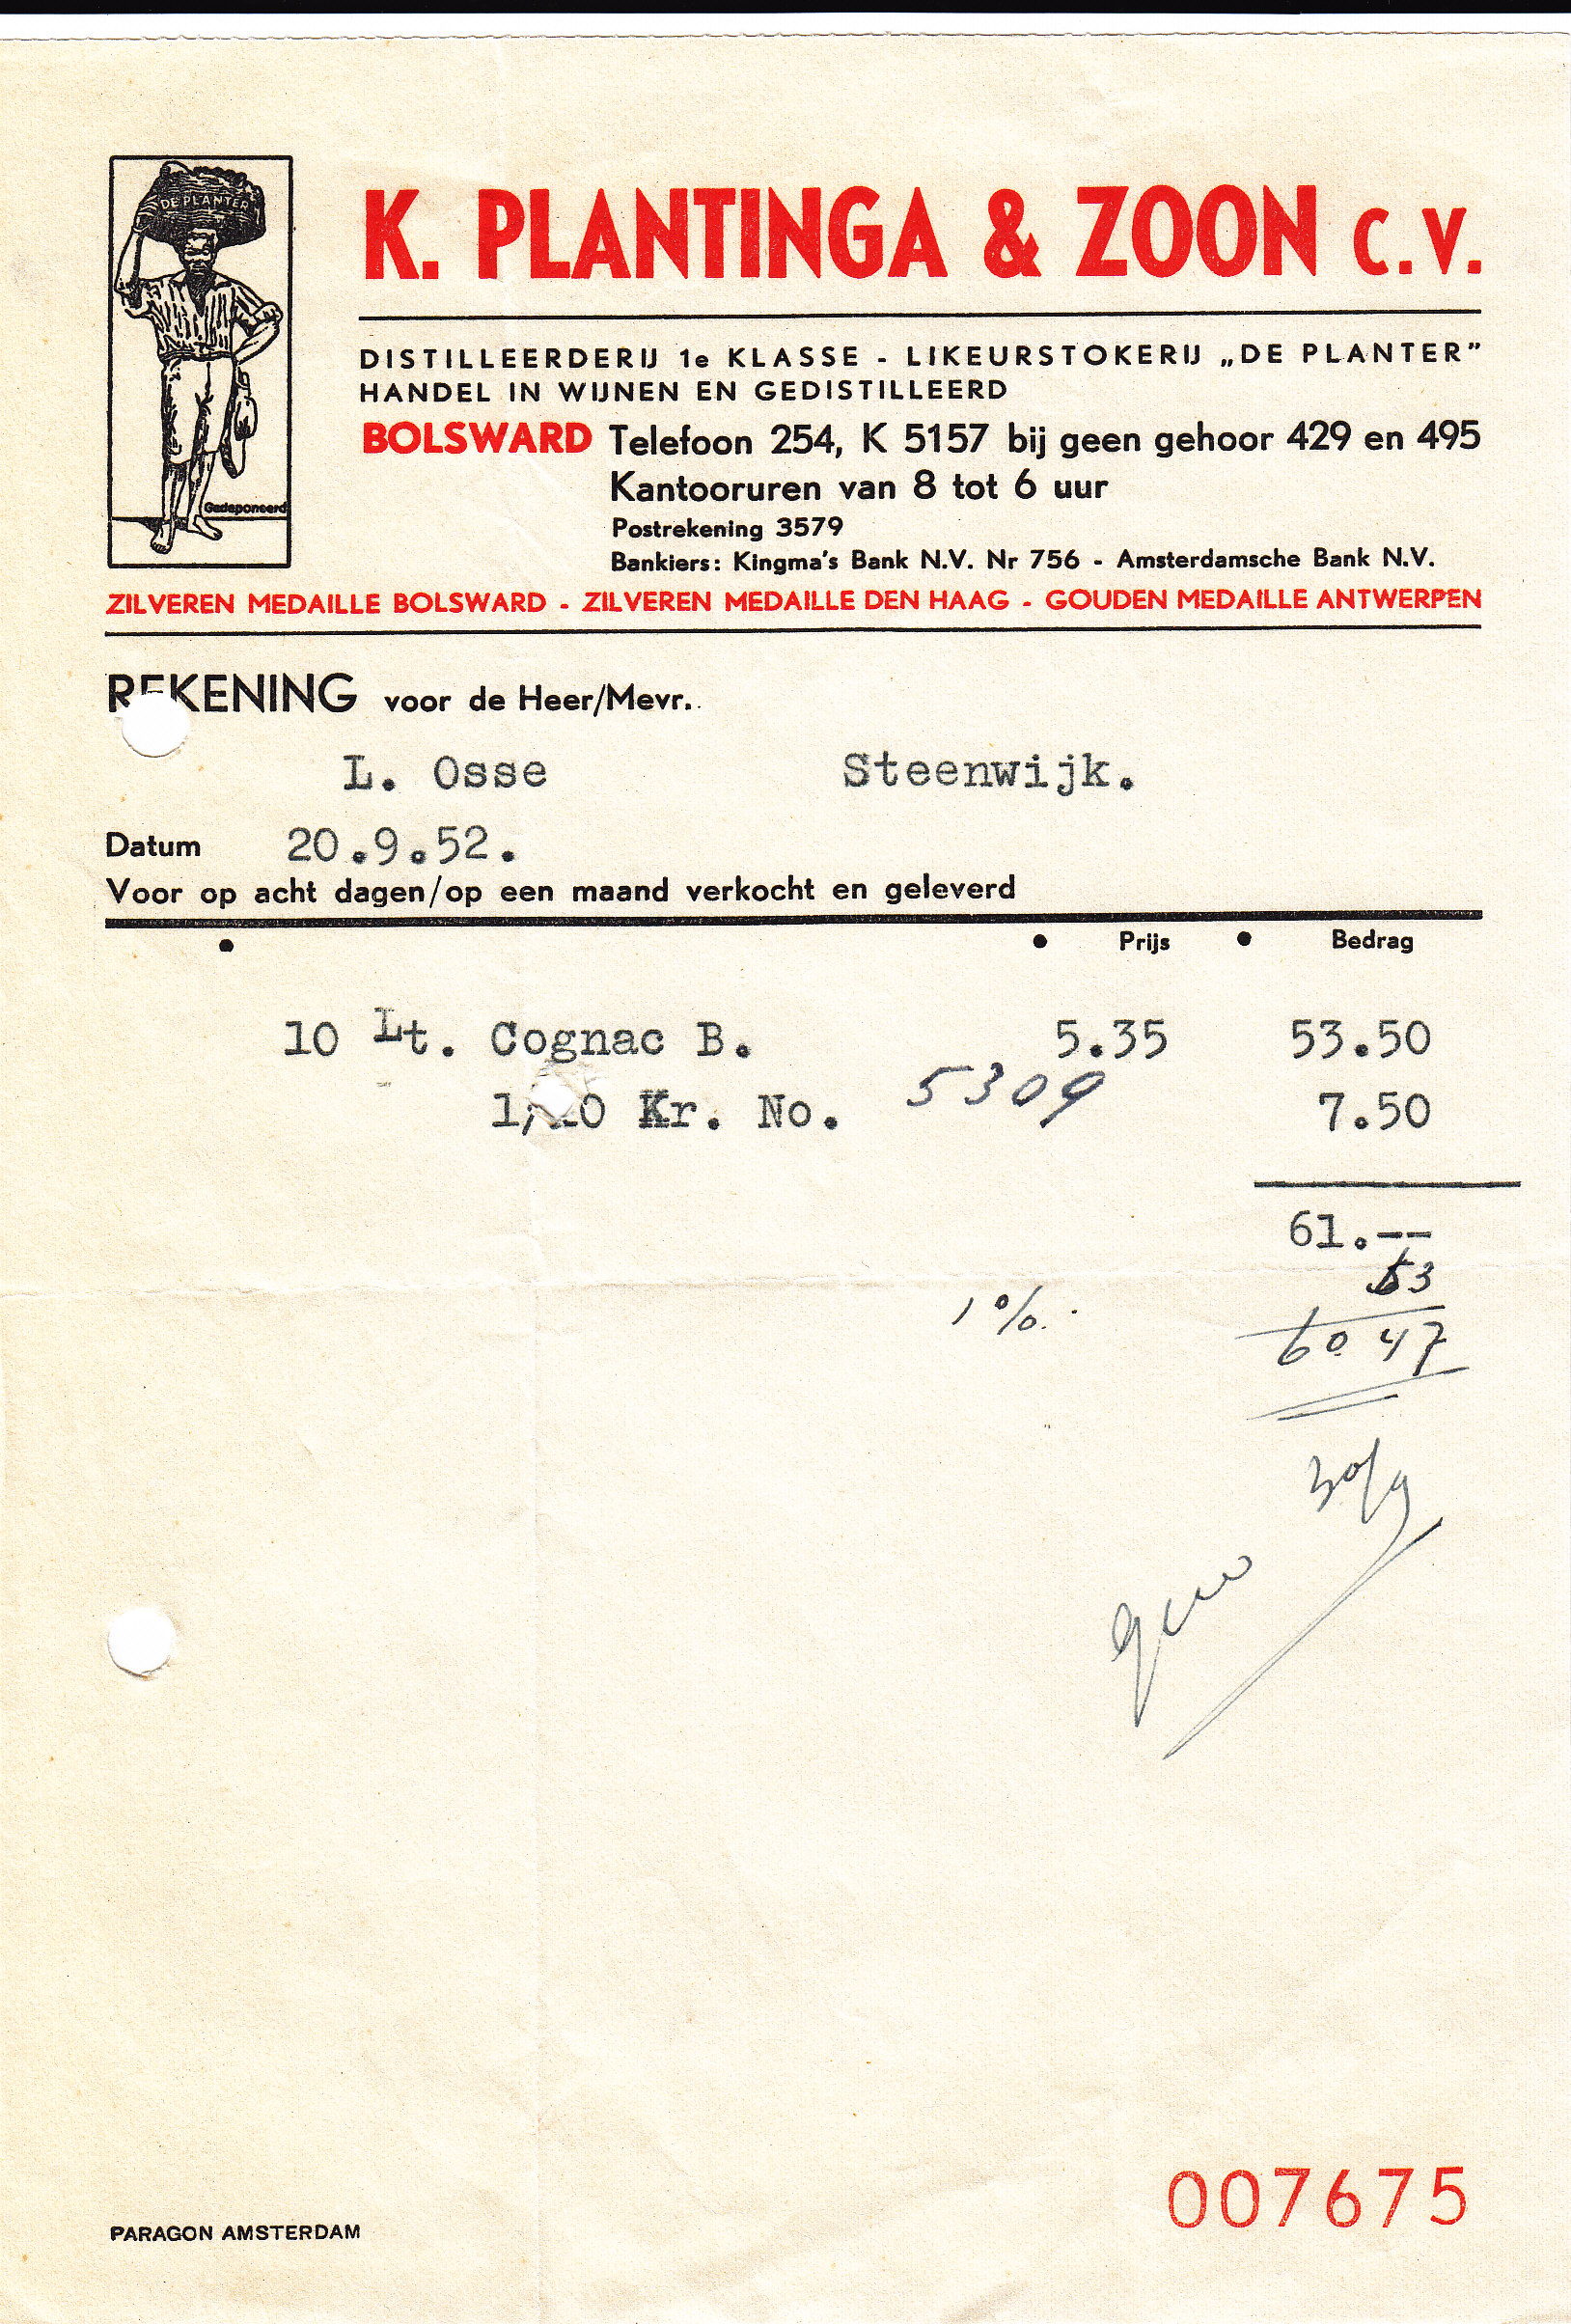 DE PLANTER
Gedeponeerd
K. PLANTINGA & ZOON C.V.
DISTILLEERDERIJ 1e KLASSE - LIKEURSTOKERIJ „DE PLANTER”
HANDEL IN WIJNEN EN GEDISTILLEERD
BOLSWARD Telefoon 254, K 5157 bij geen gehoor 429 en 495
Kantooruren van 8 tot 6 uur
Postrekening 3579
Bankiers: Kingma's Bank N.V. Nr 756 - Amsterdamsche Bank N.V.
ZILVEREN MEDAILLE BOLSWARD - ZILVEREN MEDAILLE DEN HAAG - GOUDEN MEDAILLE ANTWERPEN
REKENING voor de Heer/Mevr.
L. Osse Steenwijk.
Datum 20.9.52.
Voor op acht dagen/op een maand verkocht en geleverd
Prijs Bedrag
10 Lt. Cognac B. 5.35 53.50
Kr. No. 5309 7.50
61.--
53
1%.
60.47
30/9
007675
PARAGON AMSTERDAM